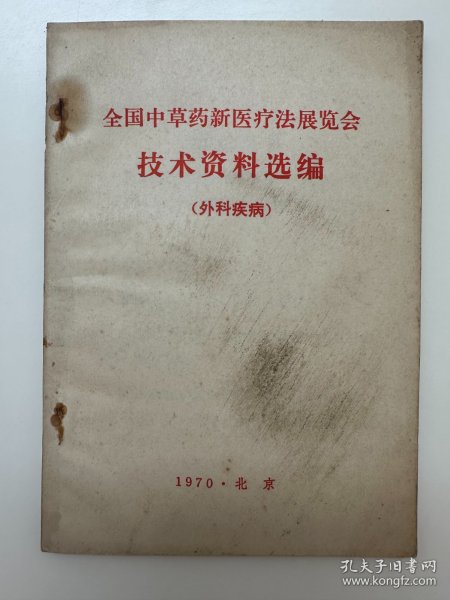 全国中草药新医疗法展览会
技术资料选编
（外科疾病）
1970·北京
孔夫子旧书网
www.kongfz.com